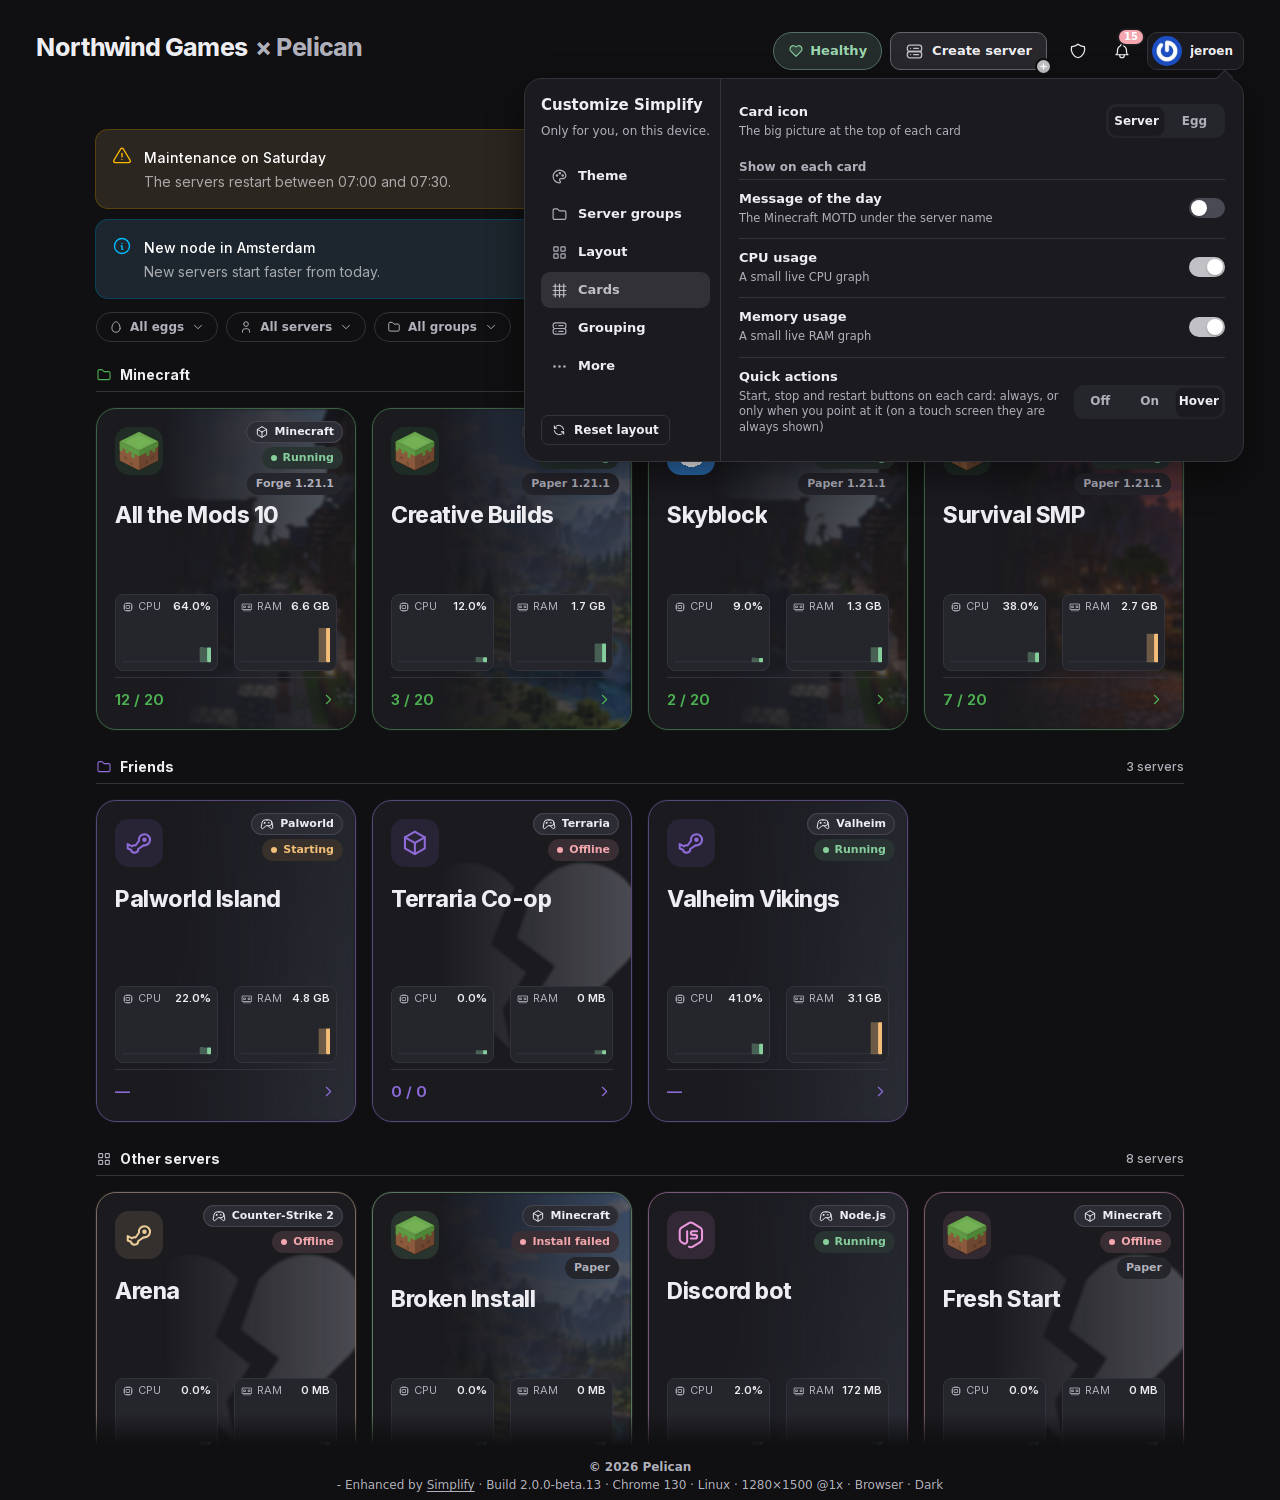 Northwind Games × Pelican
Healthy
Create server
15
jeroen
Customize Simplify
Only for you, on this device.
Theme
Server groups
Layout
Cards
Grouping
More
Reset layout
Card icon
The big picture at the top of each card
Server
Egg
Show on each card
Message of the day
The Minecraft MOTD under the server name
CPU usage
A small live CPU graph
Memory usage
A small live RAM graph
Quick actions
Start, stop and restart buttons on each card: always, or
only when you point at it (on a touch screen they are
always shown)
Off
On
Hover
Maintenance on Saturday
The servers restart between 07:00 and 07:30.
New node in Amsterdam
New servers start faster from today.
All eggs
All servers
All groups
Minecraft
Minecraft
Running
Forge 1.21.1
All the Mods 10
CPU 64.0%
RAM 6.6 GB
12 / 20
Paper 1.21.1
Creative Builds
CPU 12.0%
RAM 1.7 GB
3 / 20
Paper 1.21.1
Skyblock
CPU 9.0%
RAM 1.3 GB
2 / 20
Paper 1.21.1
Survival SMP
CPU 38.0%
RAM 2.7 GB
7 / 20
Friends
3 servers
Palworld
Starting
Palworld Island
CPU 22.0%
RAM 4.8 GB
—
Terraria
Offline
Terraria Co-op
CPU 0.0%
RAM 0 MB
0 / 0
Valheim
Running
Valheim Vikings
CPU 41.0%
RAM 3.1 GB
—
Other servers
8 servers
Counter-Strike 2
Offline
Arena
CPU 0.0%
RAM 0 MB
Minecraft
Install failed
Paper
Broken Install
CPU 0.0%
RAM 0 MB
Node.js
Running
Discord bot
CPU 2.0%
RAM 172 MB
Minecraft
Offline
Paper
Fresh Start
CPU 0.0%
RAM 0 MB
© 2026 Pelican
- Enhanced by Simplify · Build 2.0.0-beta.13 · Chrome 130 · Linux · 1280×1500 @1x · Browser · Dark